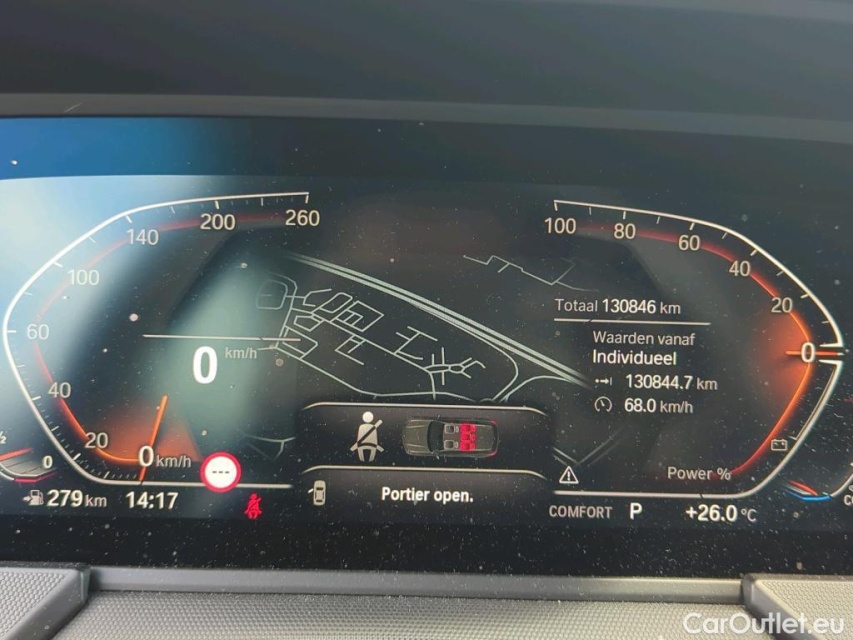 260
200
140
100
60
40
20
0 km/h
0 km/h
100
80
60
40
20
0
Power %
Totaal 130846 km
Waarden vanaf
Individueel
130844.7 km
68.0 km/h
½
0
279 km
14:17
---
Portier open.
COMFORT P
+26.0 °C
CarOutlet.eu